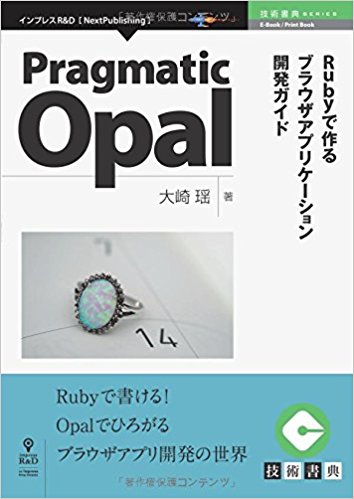 インプレスR&D [ NextPublishing ]
「著作権保護コンテンツ」
技術書典 SERIES
E-Book / Print Book
Pragmatic
Opal
大崎 瑶 著
Rubyで作る
ブラウザアプリケーション
開発ガイド
14
Rubyで書ける!
Opalでひろがる
ブラウザアプリ開発の世界
impress
R&D
An Impress
Group Company
「著作権保護コンテンツ」
技術書典